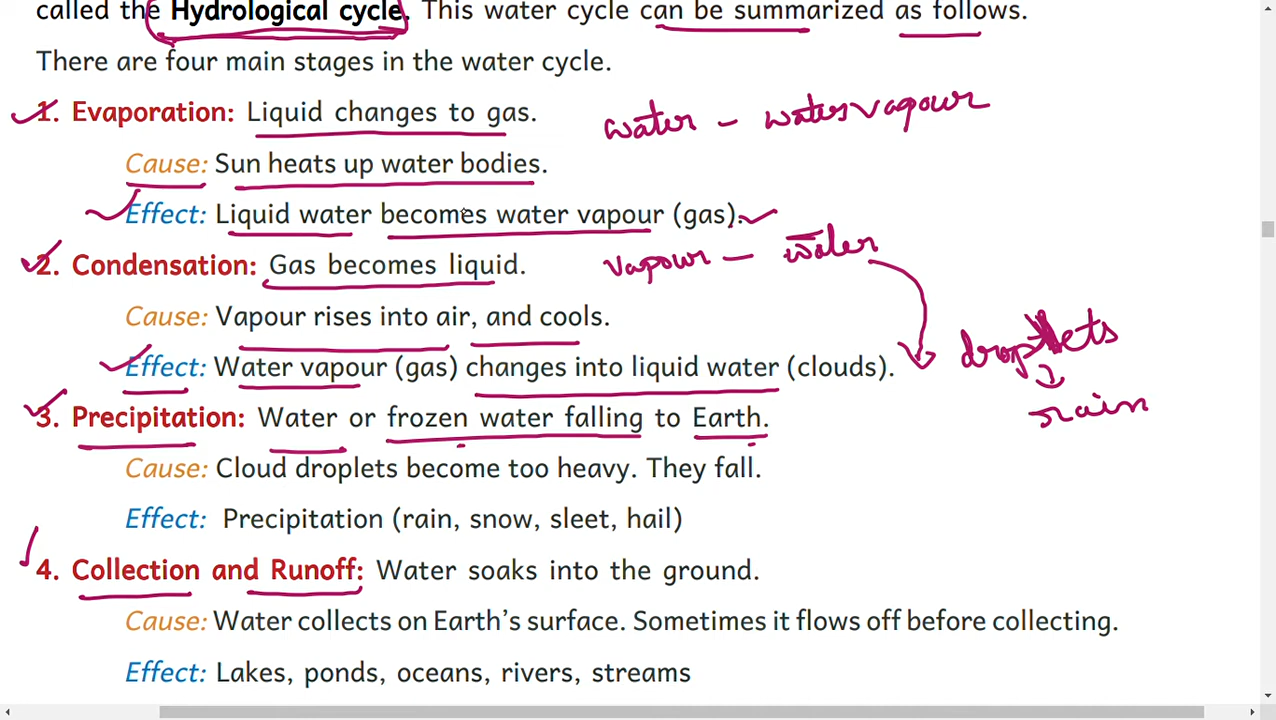 called the Hydrological cycle. This water cycle can be summarized as follows.
There are four main stages in the water cycle.
1. Evaporation: Liquid changes to gas. water - water vapour
Cause: Sun heats up water bodies.
Effect: Liquid water becomes water vapour (gas).
2. Condensation: Gas becomes liquid. vapour - water
Cause: Vapour rises into air, and cools.
droplets
Effect: Water vapour (gas) changes into liquid water (clouds).
3. Precipitation: Water or frozen water falling to Earth. rain
Cause: Cloud droplets become too heavy. They fall.
Effect: Precipitation (rain, snow, sleet, hail)
4. Collection and Runoff: Water soaks into the ground.
Cause: Water collects on Earth's surface. Sometimes it flows off before collecting.
Effect: Lakes, ponds, oceans, rivers, streams